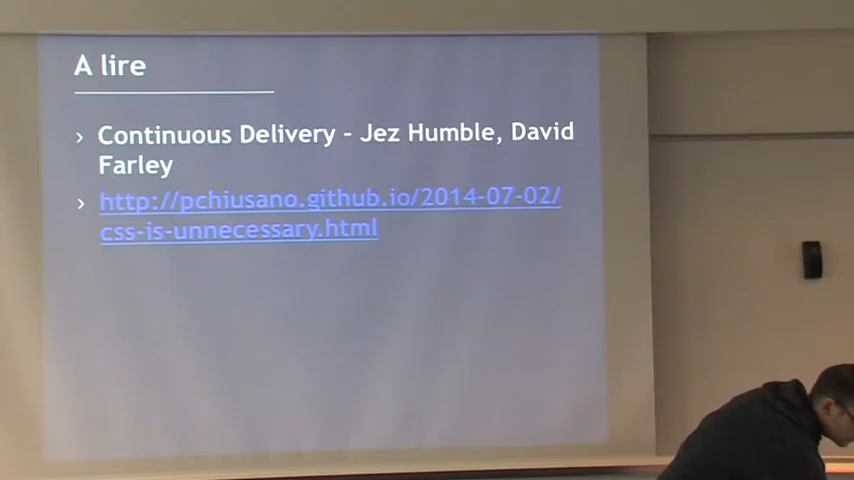 A lire
› Continuous Delivery – Jez Humble, David
Farley
› http://pchiusano.github.io/2014-07-02/
css-is-unnecessary.html